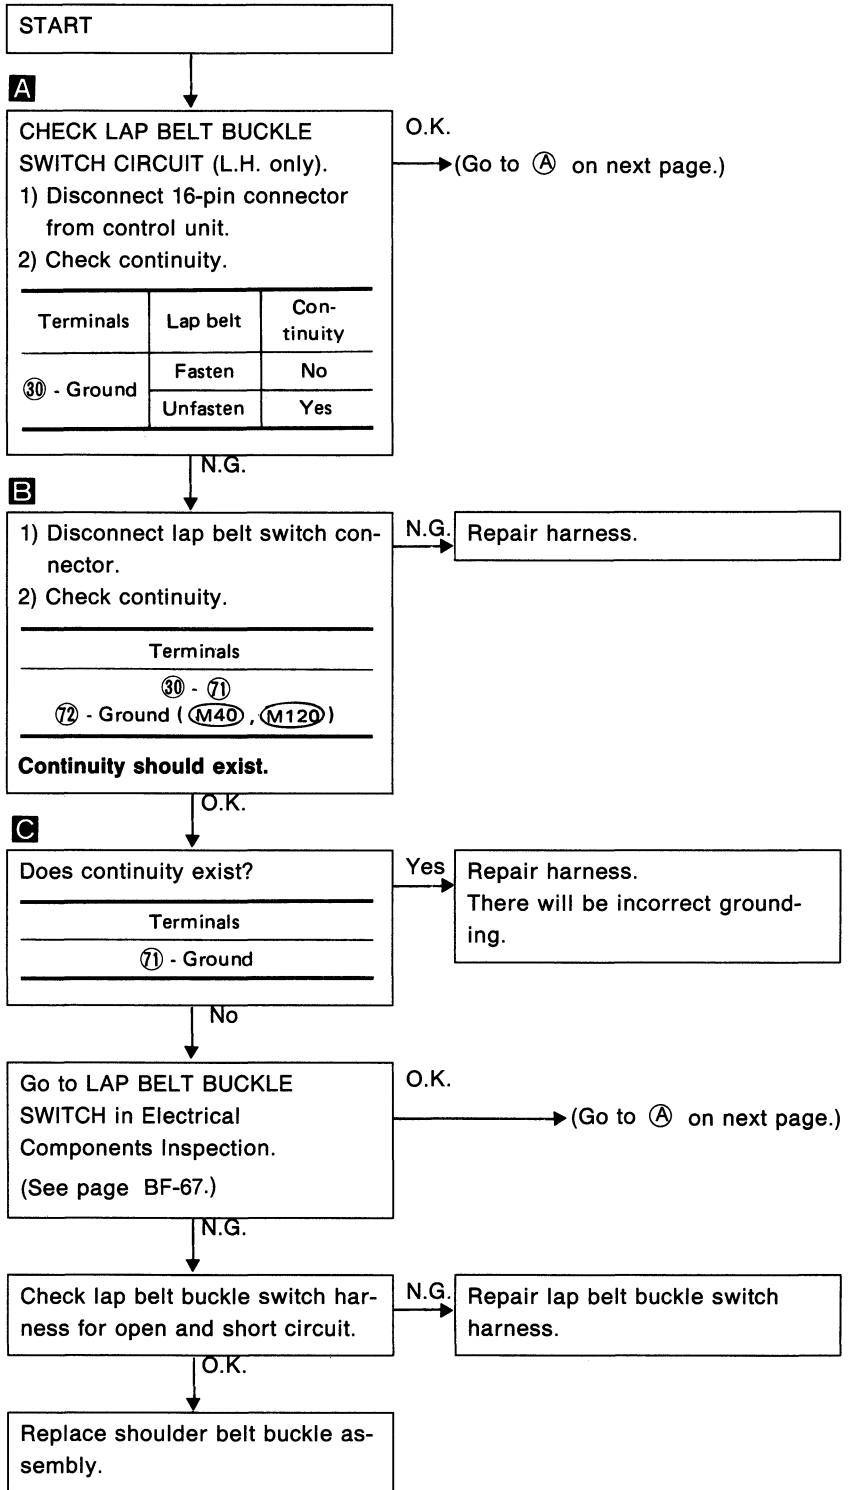 START
A
CHECK LAP BELT BUCKLE
SWITCH CIRCUIT (L.H. only).
1) Disconnect 16-pin connector
from control unit.
2) Check continuity.
Terminals
Lap belt
Con-
tinuity
30 - Ground
Fasten
No
Unfasten
Yes
O.K.
(Go to A on next page.)
N.G.
B
1) Disconnect lap belt switch con-
nector.
2) Check continuity.
Terminals
30 - 71
72 - Ground ( M40 , M120 )
Continuity should exist.
N.G.
Repair harness.
O.K.
C
Does continuity exist?
Terminals
71 - Ground
Yes
Repair harness.
There will be incorrect ground-
ing.
No
Go to LAP BELT BUCKLE
SWITCH in Electrical
Components Inspection.
(See page BF-67.)
O.K.
(Go to A on next page.)
N.G.
Check lap belt buckle switch har-
ness for open and short circuit.
N.G.
Repair lap belt buckle switch
harness.
O.K.
Replace shoulder belt buckle as-
sembly.